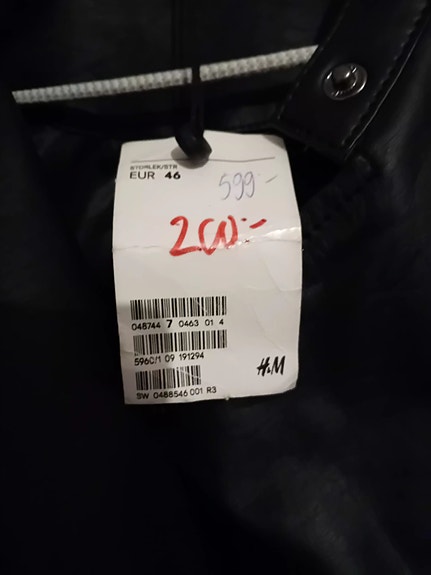 STORLEK/STR
EUR 46
599:-
200:-
048744 7 0463 01 4
5960/1 09 191294
SW 0488546 001 R3
H&M